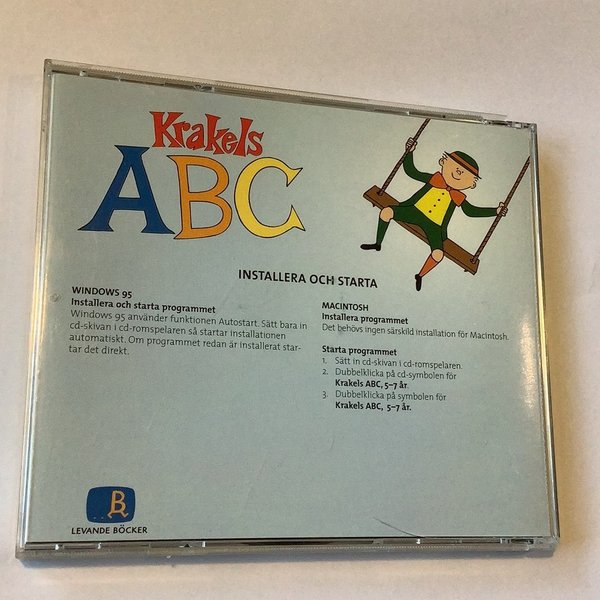 Krakels
ABC
INSTALLERA OCH STARTA
WINDOWS 95
Installera och starta programmet
Windows 95 använder funktionen Autostart. Sätt bara in
cd-skivan i cd-romspelaren så startar installationen
automatiskt. Om programmet redan är installerat star-
tar det direkt.
MACINTOSH
Installera programmet
Det behövs ingen särskild installation för Macintosh.
Starta programmet
1. Sätt in cd-skivan i cd-romspelaren.
2. Dubbelklicka på cd-symbolen för
Krakels ABC, 5–7 år.
3. Dubbelklicka på symbolen för
Krakels ABC, 5–7 år.
B
LEVANDE BÖCKER